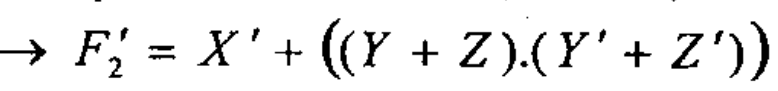 → F₂′ = X′ + ((Y + Z).(Y′ + Z′))